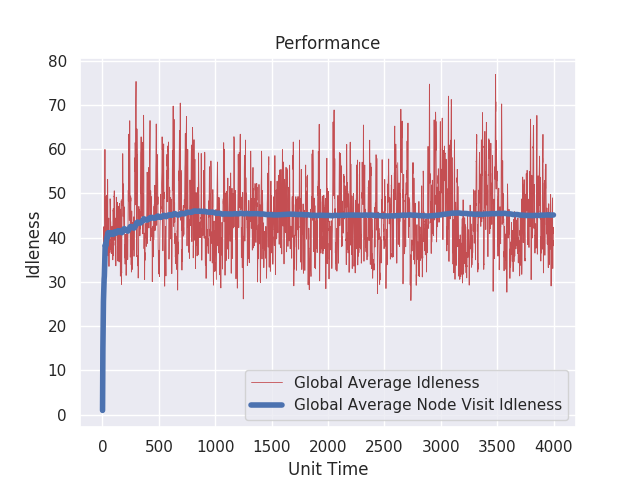 Performance
80
70
60
50
40
30
20
10
0
Idleness
Global Average Idleness
Global Average Node Visit Idleness
0 500 1000 1500 2000 2500 3000 3500 4000
Unit Time